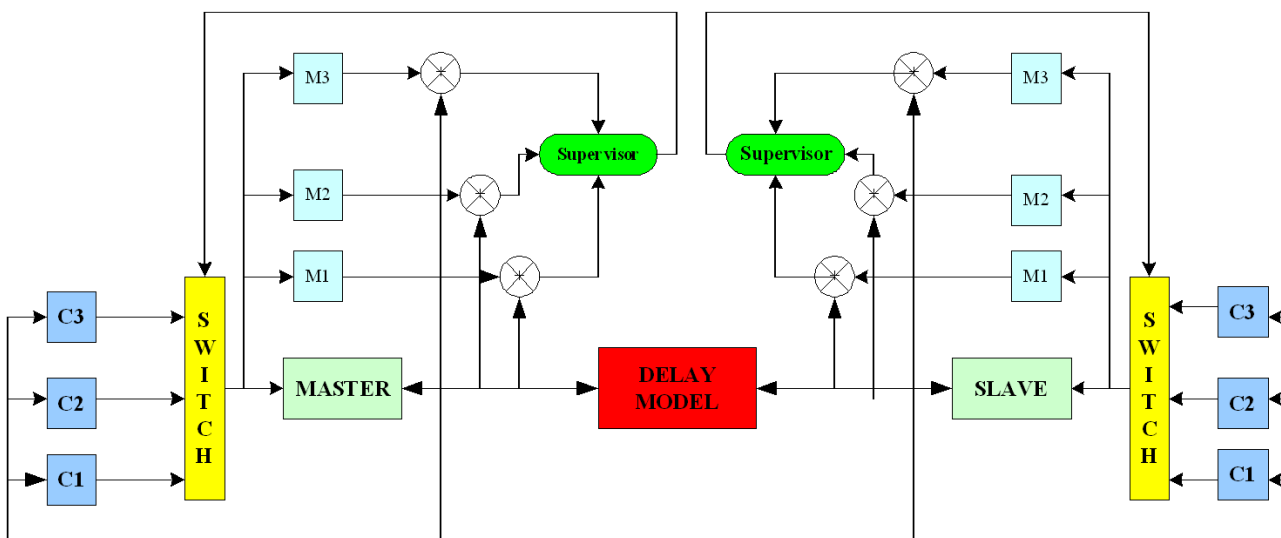 M3
M3
Supervisor
Supervisor
M2
M2
M1
M1
C3
C3
S
W
I
T
C
H
S
W
I
T
C
H
MASTER
DELAY
MODEL
SLAVE
C2
C2
C1
C1